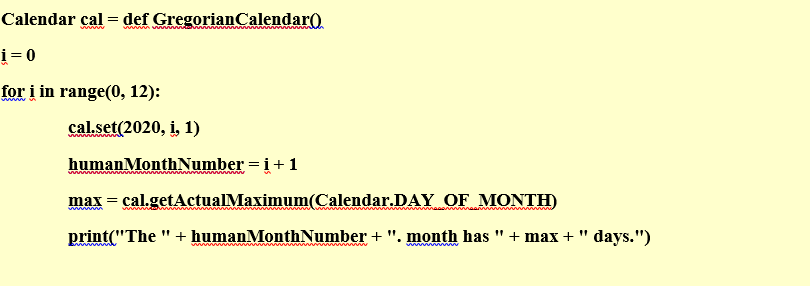 Calendar cal = def GregorianCalendar()
i = 0
for i in range(0, 12):
cal.set(2020, i, 1)
humanMonthNumber = i + 1
max = cal.getActualMaximum(Calendar.DAY_OF_MONTH)
print("The " + humanMonthNumber + ". month has " + max + " days.")